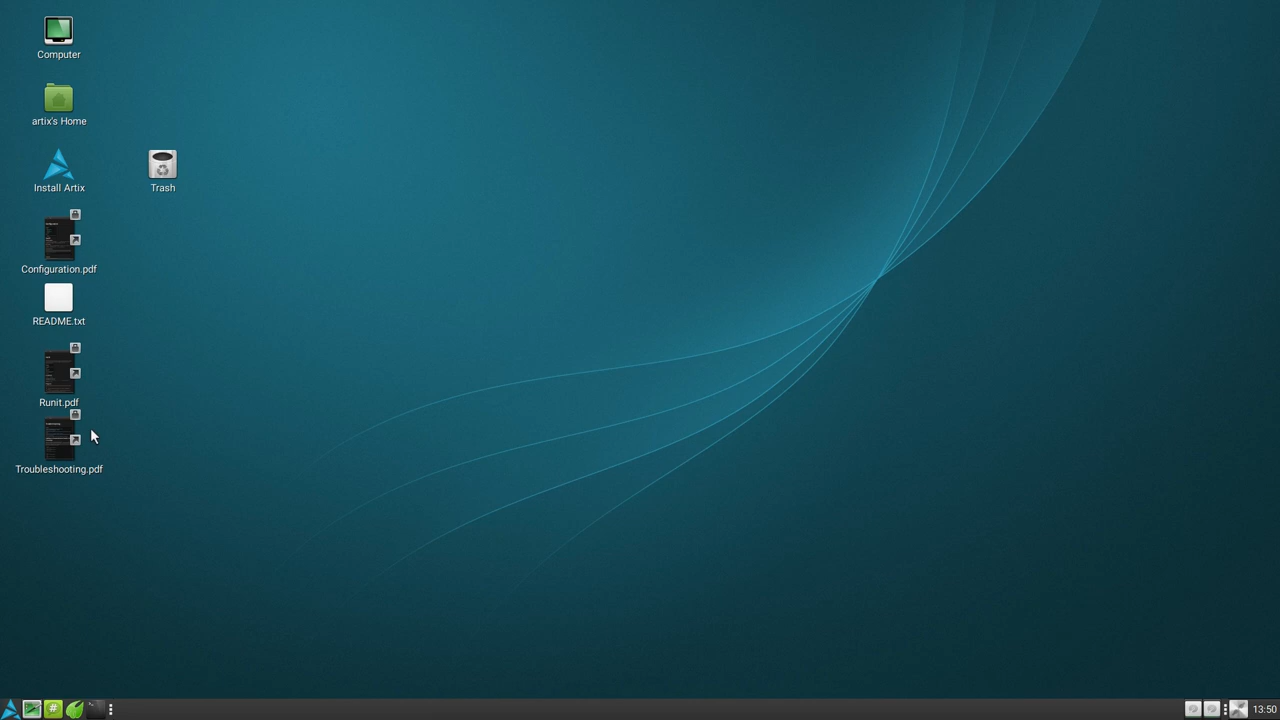 Computer
artix's Home
Install Artix
Trash
Configuration.pdf
README.txt
Runit.pdf
Troubleshooting.pdf
#
13:50